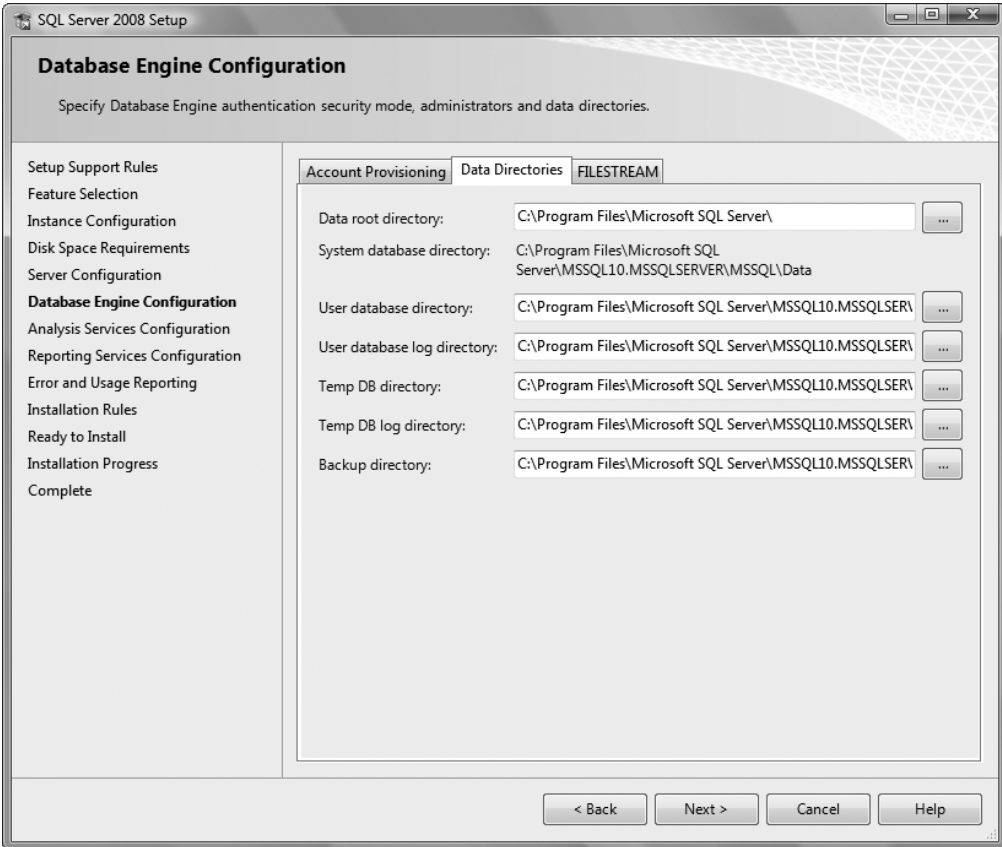 SQL Server 2008 Setup
Database Engine Configuration
Specify Database Engine authentication security mode, administrators and data directories.
Setup Support Rules
Feature Selection
Instance Configuration
Disk Space Requirements
Server Configuration
Database Engine Configuration
Analysis Services Configuration
Reporting Services Configuration
Error and Usage Reporting
Installation Rules
Ready to Install
Installation Progress
Complete
Account Provisioning Data Directories FILESTREAM
Data root directory: C:\Program Files\Microsoft SQL Server\ ...
System database directory: C:\Program Files\Microsoft SQL
Server\MSSQL10.MSSQLSERVER\MSSQL\Data
User database directory: C:\Program Files\Microsoft SQL Server\MSSQL10.MSSQLSER\ ...
User database log directory: C:\Program Files\Microsoft SQL Server\MSSQL10.MSSQLSER\ ...
Temp DB directory: C:\Program Files\Microsoft SQL Server\MSSQL10.MSSQLSER\ ...
Temp DB log directory: C:\Program Files\Microsoft SQL Server\MSSQL10.MSSQLSER\ ...
Backup directory: C:\Program Files\Microsoft SQL Server\MSSQL10.MSSQLSER\ ...
< Back Next > Cancel Help